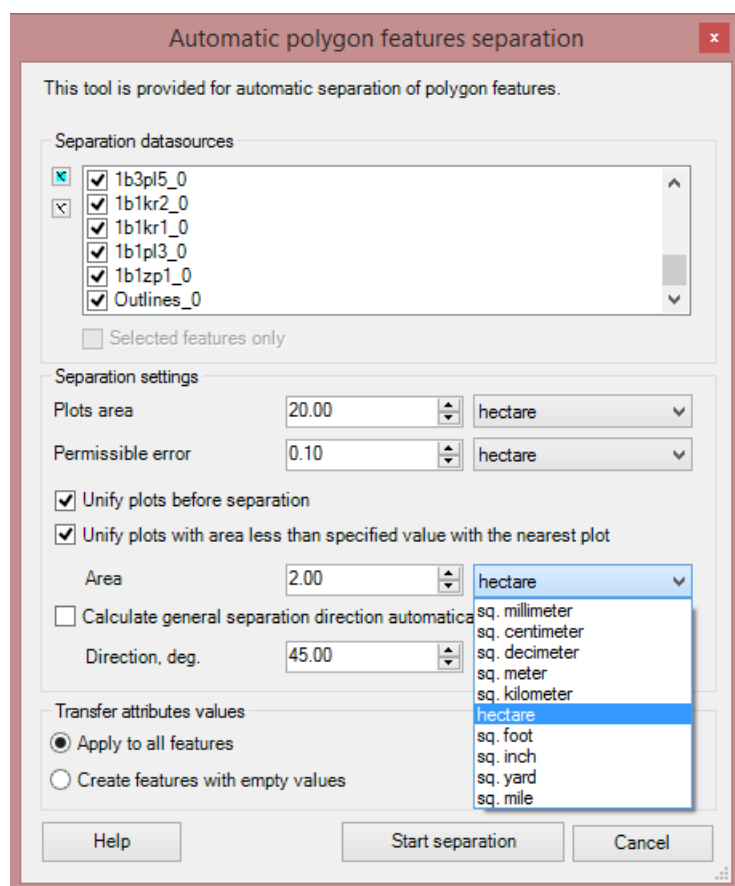 Automatic polygon features separation
x
This tool is provided for automatic separation of polygon features.
Separation datasources
1b3pl5_0
1b1kr2_0
1b1kr1_0
1b1pl3_0
1b1zp1_0
Outlines_0
Selected features only
Separation settings
Plots area 20.00 hectare
Permissible error 0.10 hectare
Unify plots before separation
Unify plots with area less than specified value with the nearest plot
Area 2.00 hectare
sq. millimeter
Calculate general separation direction automatica
sq. centimeter
Direction, deg. 45.00 sq. decimeter
sq. meter
sq. kilometer
Transfer attributes values hectare
Apply to all features sq. foot
sq. inch
Create features with empty values sq. yard
sq. mile
Help Start separation Cancel